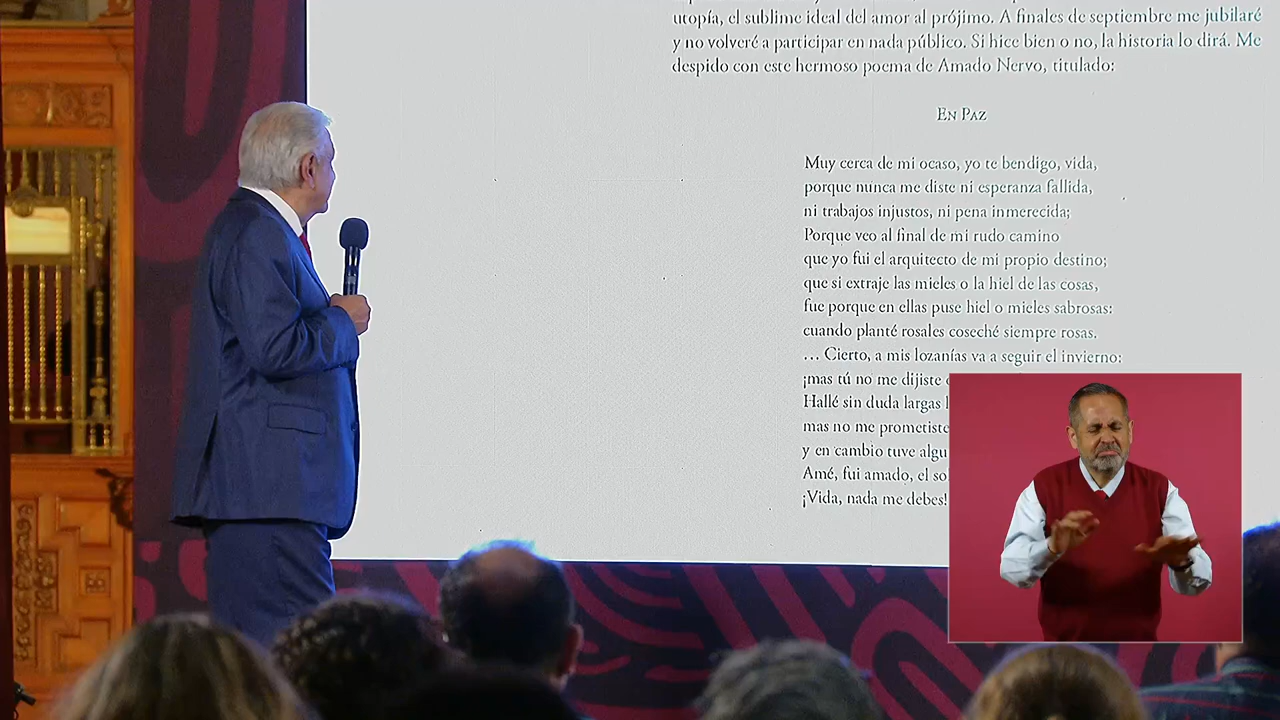 utopía, el sublime ideal del amor al prójimo. A finales de septiembre me jubilaré
y no volveré a participar en nada público. Si hice bien o no, la historia lo dirá. Me
despido con este hermoso poema de Amado Nervo, titulado:
En Paz
Muy cerca de mi ocaso, yo te bendigo, vida,
porque nunca me diste ni esperanza fallida,
ni trabajos injustos, ni pena inmerecida;
Porque veo al final de mi rudo camino
que yo fui el arquitecto de mi propio destino;
que si extraje las mieles o la hiel de las cosas,
fue porque en ellas puse hiel o mieles sabrosas:
cuando planté rosales coseché siempre rosas.
... Cierto, a mis lozanías va a seguir el invierno:
¡mas tú no me dijiste
Hallé sin duda largas
mas no me prometiste
y en cambio tuve
Amé, fui amado, el
¡Vida, nada me debes!